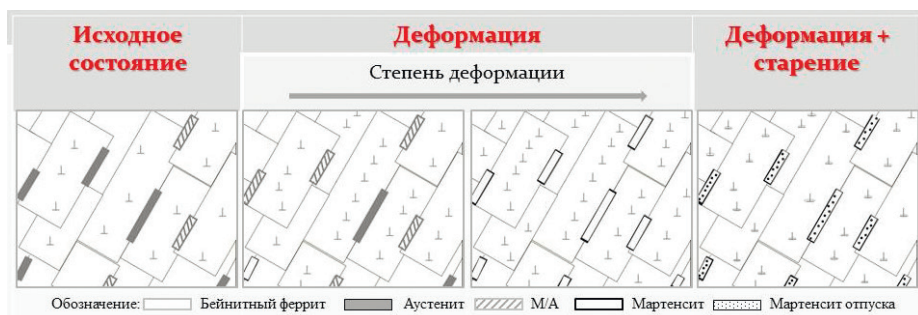 Исходное
состояние
Деформация
Деформация +
старение
Степень деформации
Обозначение: Бейнитный феррит Аустенит М/А Мартенсит Мартенсит отпуска